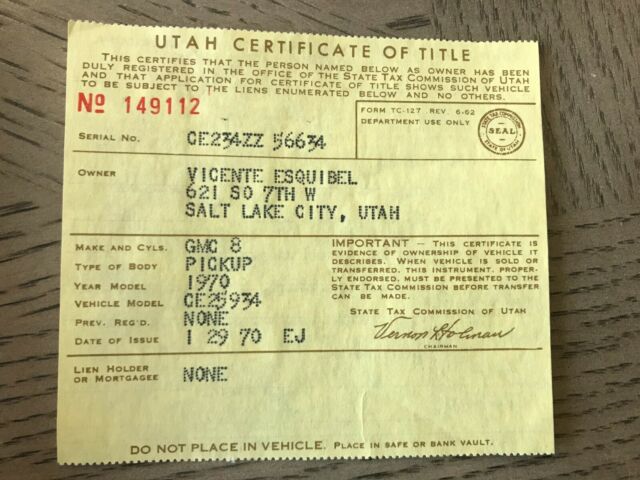 UTAH CERTIFICATE OF TITLE
THIS CERTIFIES THAT THE PERSON NAMED BELOW AS OWNER HAS BEEN
DULY REGISTERED IN THE OFFICE OF THE STATE TAX COMMISSION OF UTAH
AND THAT APPLICATION FOR CERTIFICATE OF TITLE SHOWS SUCH VEHICLE
TO BE SUBJECT TO THE LIENS ENUMERATED BELOW AND NO OTHERS.
No 149112
FORM TC-127 REV. 6-62
DEPARTMENT USE ONLY
STATE TAX COMMISSION
SEAL
STATE OF UTAH
SERIAL NO. CE234ZZ 56634
OWNER VICENTE ESQUIBEL
621 SO 7TH W
SALT LAKE CITY, UTAH
MAKE AND CYLS. GMC 8
TYPE OF BODY PICKUP
YEAR MODEL 1970
VEHICLE MODEL CE25934
PREV. REG'D. NONE
DATE OF ISSUE 1 29 70 EJ
IMPORTANT — THIS CERTIFICATE IS
EVIDENCE OF OWNERSHIP OF VEHICLE IT
DESCRIBES. WHEN VEHICLE IS SOLD OR
TRANSFERRED, THIS INSTRUMENT, PROPER-
LY ENDORSED, MUST BE PRESENTED TO THE
STATE TAX COMMISSION BEFORE TRANSFER
CAN BE MADE.
STATE TAX COMMISSION OF UTAH
Vernon L Holman
CHAIRMAN
LIEN HOLDER
OR MORTGAGEE NONE
DO NOT PLACE IN VEHICLE. PLACE IN SAFE OR BANK VAULT.